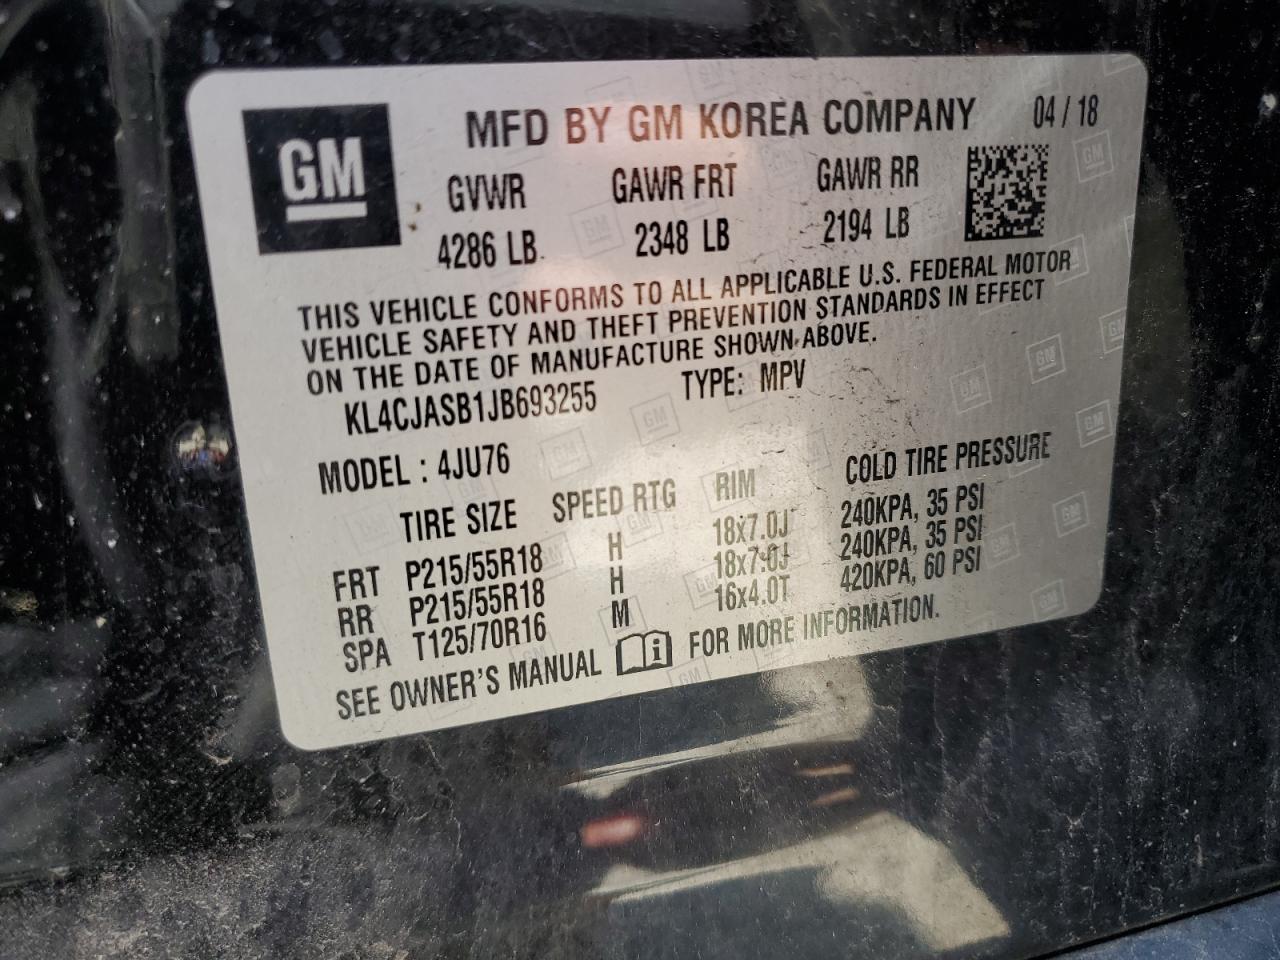 GM
MFD BY GM KOREA COMPANY 04 / 18
GVWR GAWR FRT GAWR RR
4286 LB 2348 LB 2194 LB
THIS VEHICLE CONFORMS TO ALL APPLICABLE U.S. FEDERAL MOTOR
VEHICLE SAFETY AND THEFT PREVENTION STANDARDS IN EFFECT
ON THE DATE OF MANUFACTURE SHOWN ABOVE.
KL4CJASB1JB693255 TYPE: MPV
MODEL : 4JU76
TIRE SIZE SPEED RTG RIM COLD TIRE PRESSURE
FRT P215/55R18 H 18x7.0J 240KPA, 35 PSI
RR P215/55R18 H 18x7.0J 240KPA, 35 PSI
SPA T125/70R16 M 16x4.0T 420KPA, 60 PSI
SEE OWNER'S MANUAL FOR MORE INFORMATION.